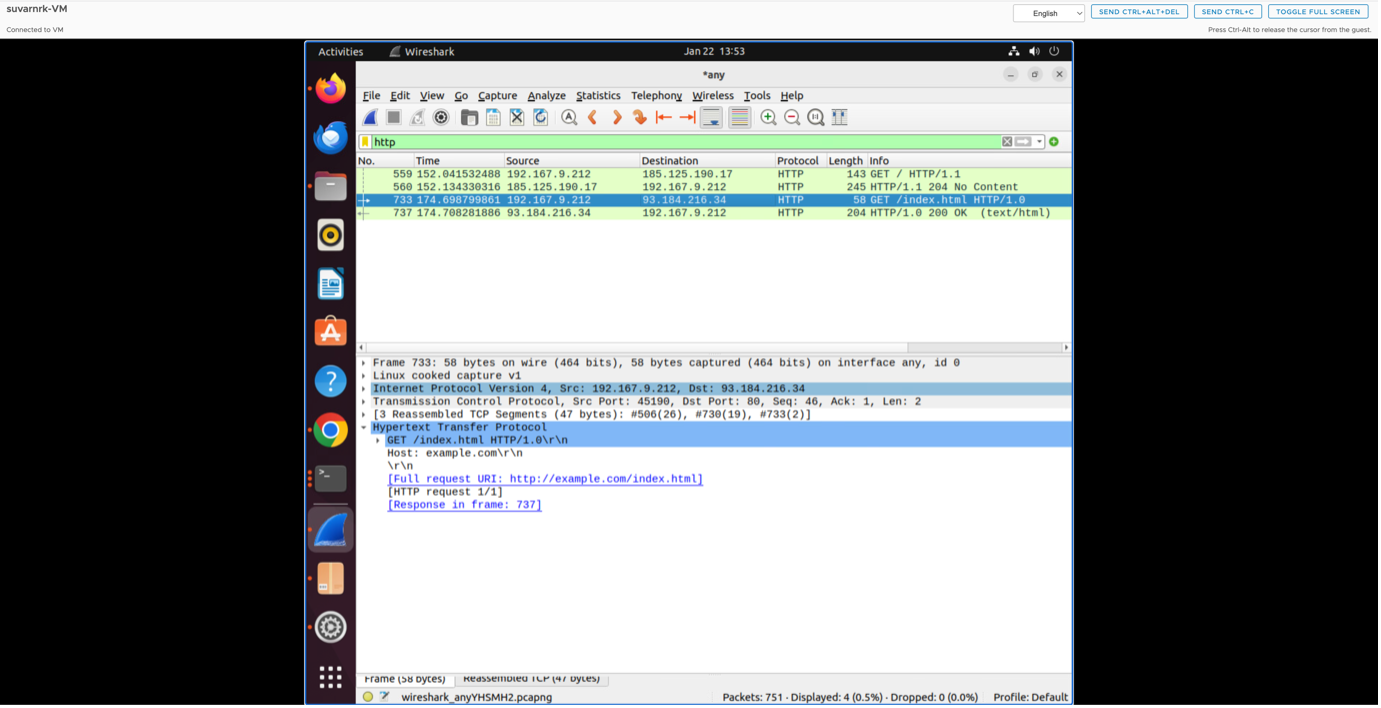 suvarnrk-VM
English
SEND CTRL+ALT+DEL
SEND CTRL+C
TOGGLE FULL SCREEN
Connected to VM
Press Ctrl-Alt to release the cursor from the guest.
Activities Wireshark Jan 22 13:53
*any
File Edit View Go Capture Analyze Statistics Telephony Wireless Tools Help
http
No. Time Source Destination Protocol Length Info
559 152.041532488 192.167.9.212 185.125.190.17 HTTP 143 GET / HTTP/1.1
560 152.134330316 185.125.190.17 192.167.9.212 HTTP 245 HTTP/1.1 204 No Content
733 174.698799861 192.167.9.212 93.184.216.34 HTTP 58 GET /index.html HTTP/1.0
737 174.708281886 93.184.216.34 192.167.9.212 HTTP 204 HTTP/1.0 200 OK (text/html)
Frame 733: 58 bytes on wire (464 bits), 58 bytes captured (464 bits) on interface any, id 0
Linux cooked capture v1
Internet Protocol Version 4, Src: 192.167.9.212, Dst: 93.184.216.34
Transmission Control Protocol, Src Port: 45190, Dst Port: 80, Seq: 46, Ack: 1, Len: 2
[3 Reassembled TCP Segments (47 bytes): #506(26), #730(19), #733(2)]
Hypertext Transfer Protocol
GET /index.html HTTP/1.0\r\n
Host: example.com\r\n
\r\n
[Full request URI: http://example.com/index.html]
[HTTP request 1/1]
[Response in frame: 737]
Frame (58 bytes) Reassembled TCP (47 bytes)
wireshark_anyYHSMH2.pcapng Packets: 751 · Displayed: 4 (0.5%) · Dropped: 0 (0.0%) Profile: Default